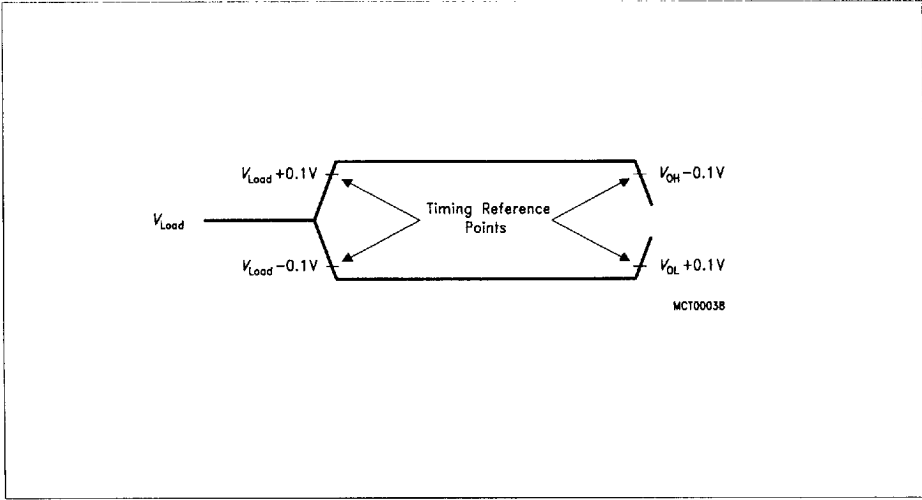 V_Load +0.1V
V_OH −0.1V
V_Load
Timing Reference
Points
V_Load −0.1V
V_OL +0.1V
MCT00038